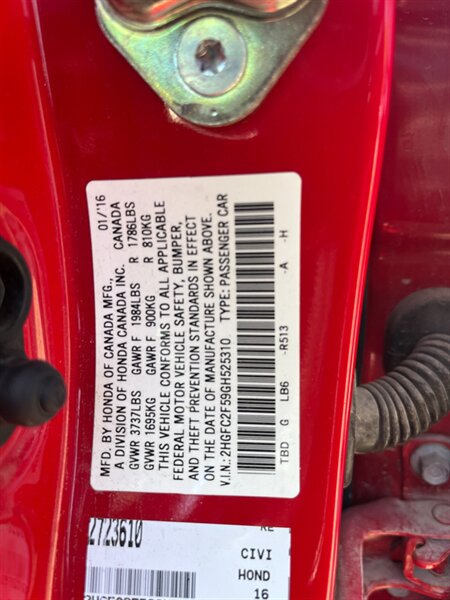 MFD. BY HONDA OF CANADA MFG., 01/'16
A DIVISION OF HONDA CANADA INC. CANADA
GVWR 3737LBS GAWR F 1984LBS R 1786LBS
GVWR 1695KG GAWR F 900KG R 810KG
THIS VEHICLE CONFORMS TO ALL APPLICABLE
FEDERAL MOTOR VEHICLE SAFETY, BUMPER,
AND THEFT PREVENTION STANDARDS IN EFFECT
ON THE DATE OF MANUFACTURE SHOWN ABOVE.
V.I.N.: 2HGFC2F59GH525310 TYPE: PASSENGER CAR
TBD G LB6 -R513 -A -H
2723610
RE
CIVI
HOND
16